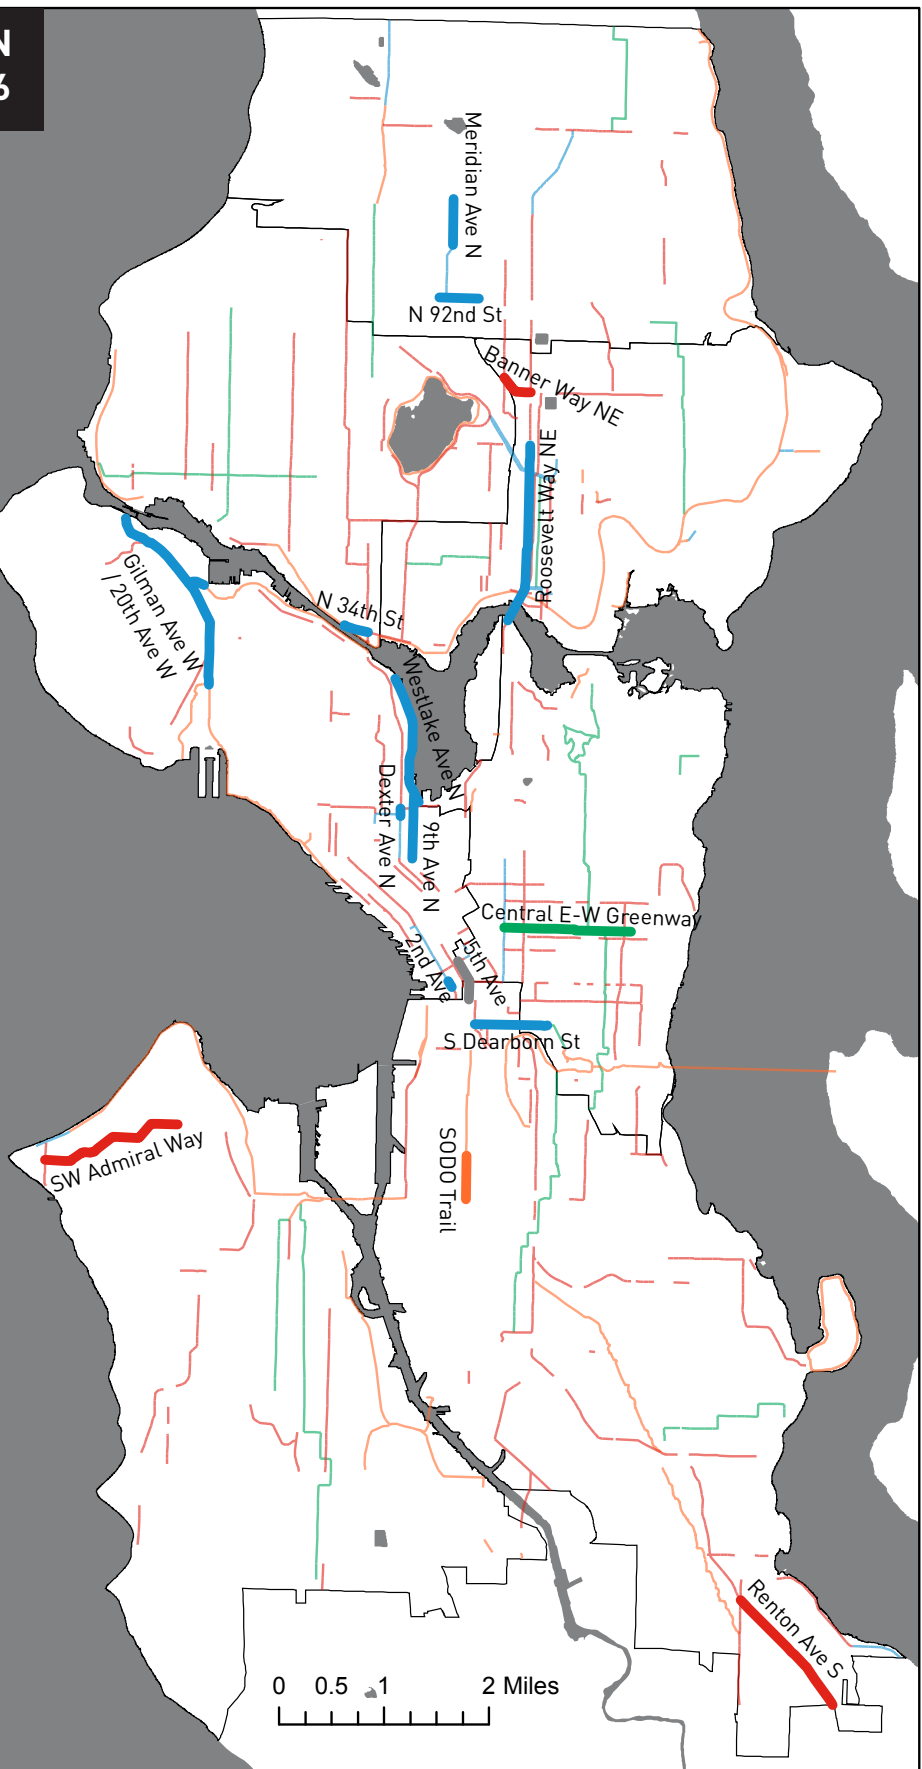 N
6
Meridian Ave N
N 92nd St
Banner Way NE
Roosevelt Way NE
Gilman Ave W
/ 20th Ave W
N 34th St
Westlake Ave N
Dexter Ave N
9th Ave N
Central E-W Greenway
2nd Ave
5th Ave
S Dearborn St
SW Admiral Way
SODO Trail
Renton Ave S
0 0.5 1 2 Miles